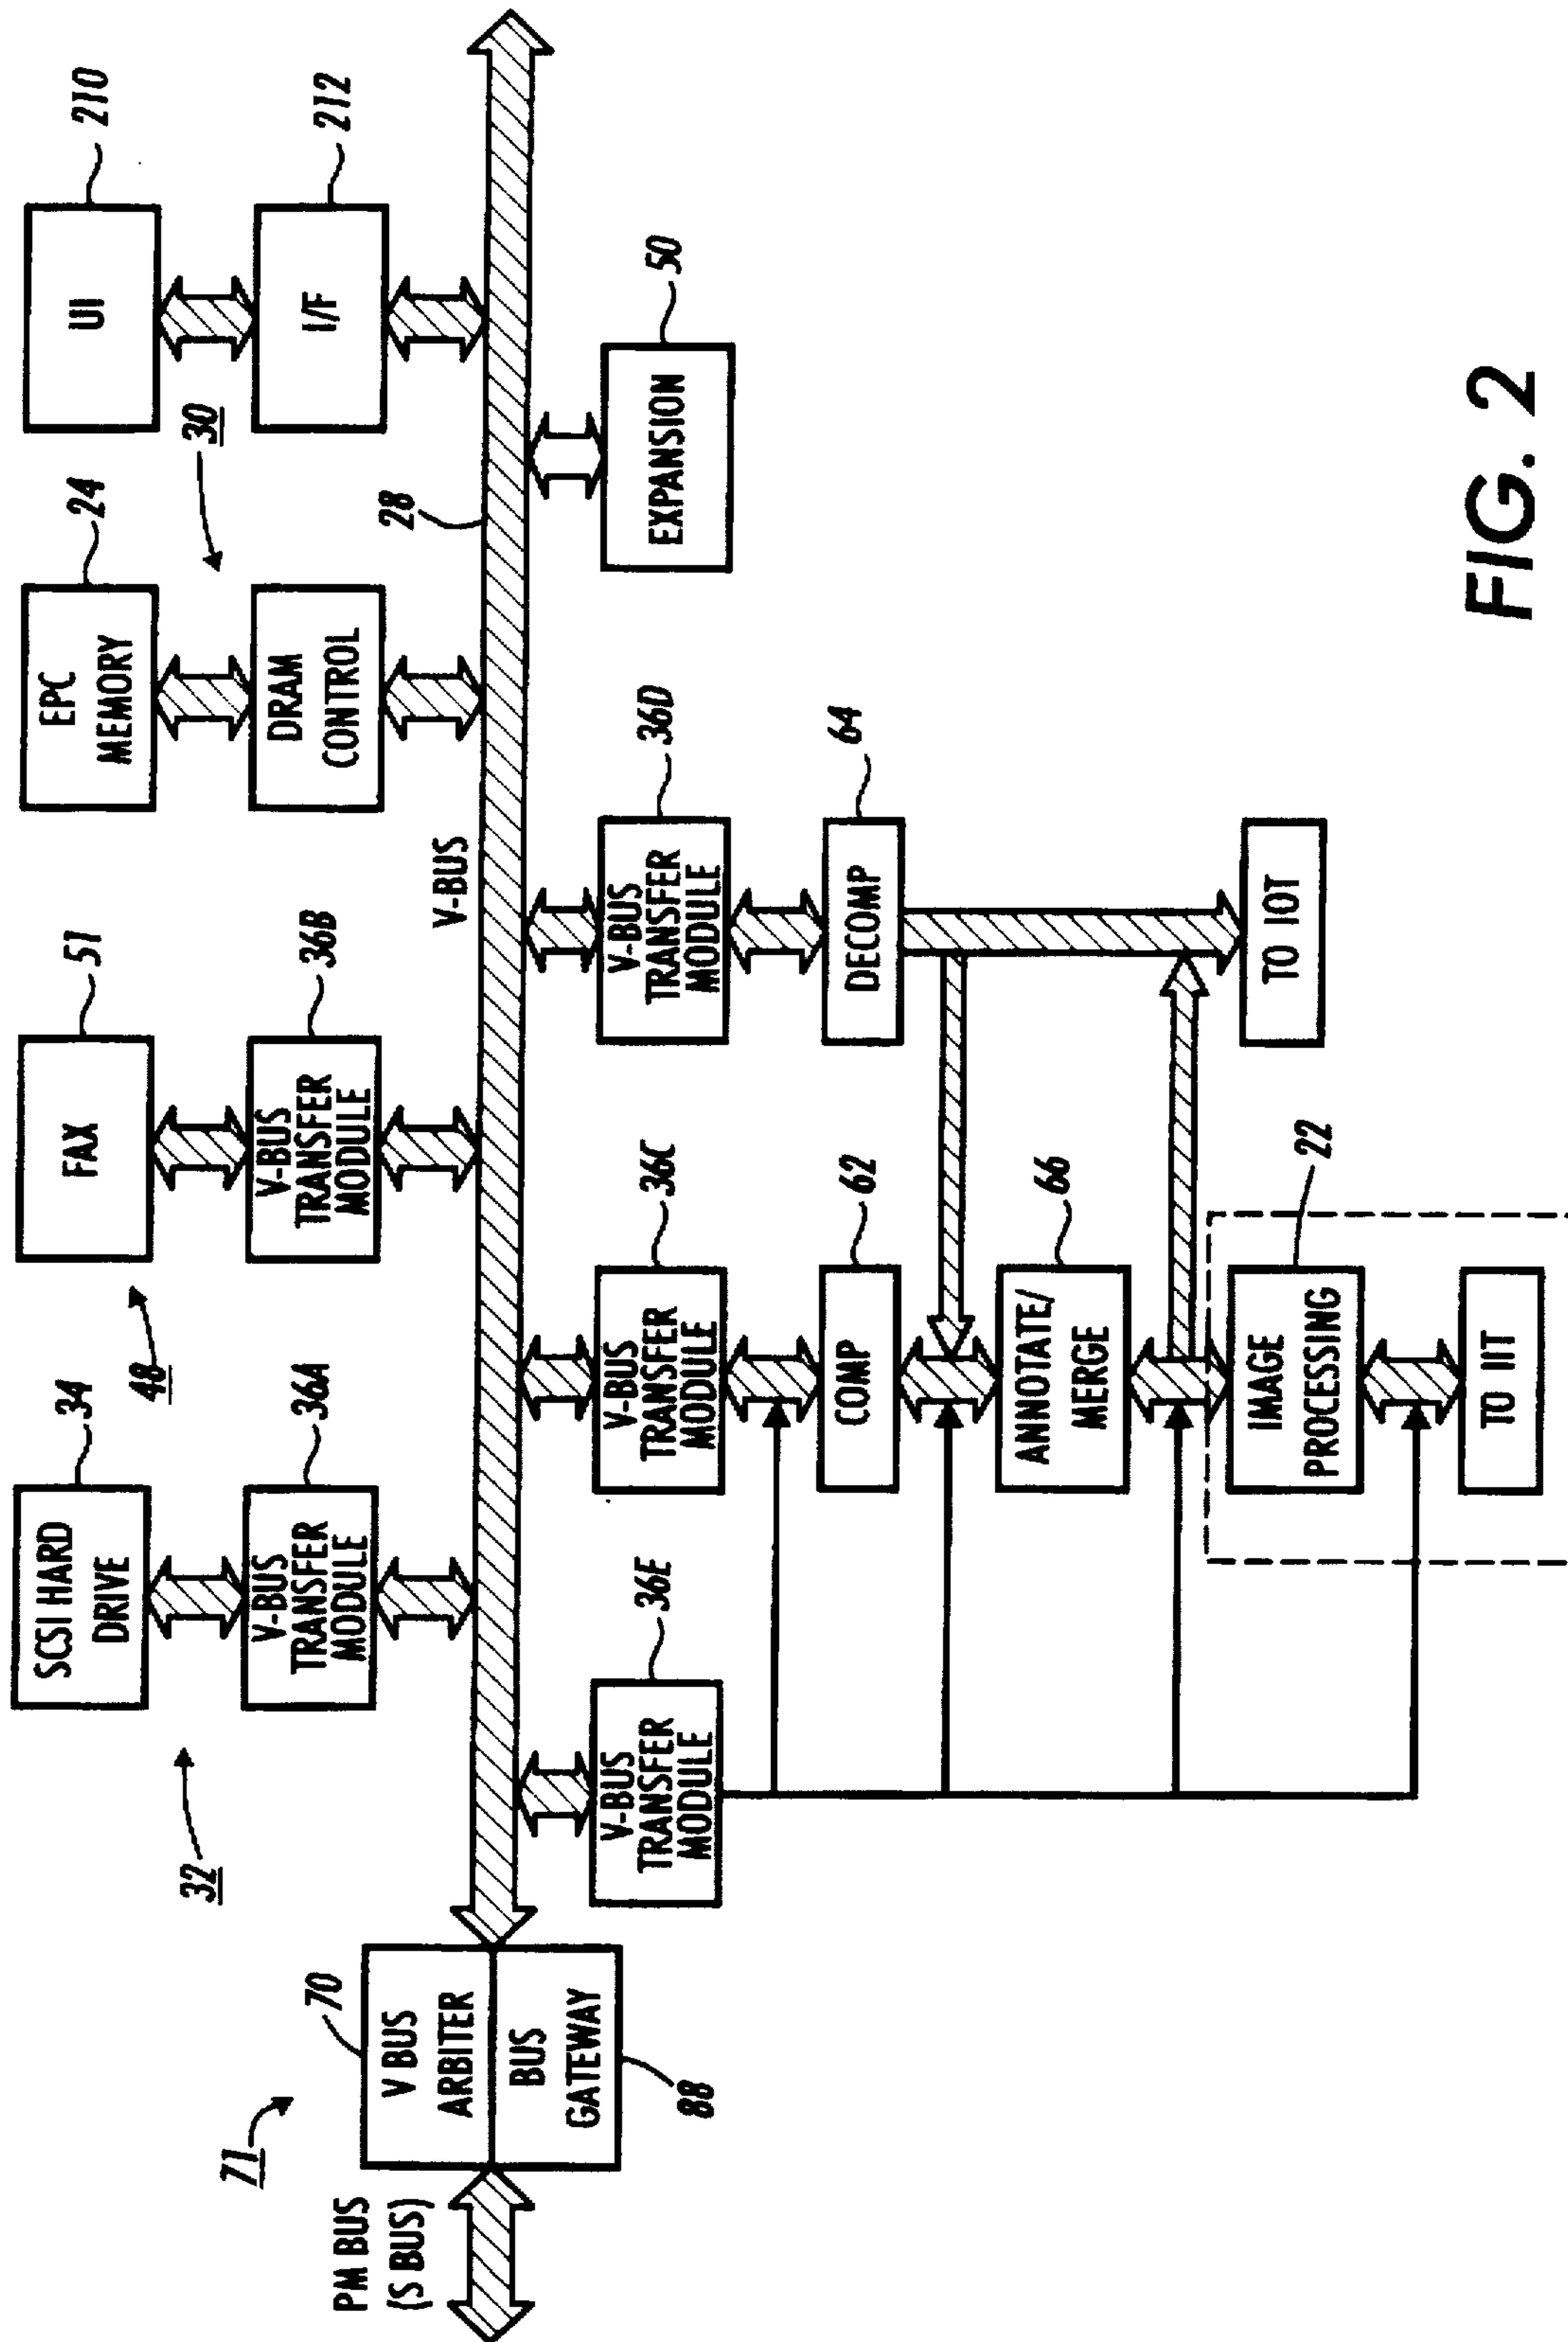 71
PM BUS
(S BUS)
70
V BUS
ARBITER
BUS
GATEWAY
88
32
SCSI HARD
DRIVE
34
V-BUS
TRANSFER
MODULE
36A
48
FAX
51
V-BUS
TRANSFER
MODULE
36B
EPC
MEMORY
24
30
DRAM
CONTROL
UI
210
I/F
212
V-BUS
28
V-BUS
TRANSFER
MODULE
36E
V-BUS
TRANSFER
MODULE
36C
COMP
62
ANNOTATE/
MERGE
66
IMAGE
PROCESSING
22
TO IIT
V-BUS
TRANSFER
MODULE
36D
DECOMP
64
TO IOT
EXPANSION
50
FIG. 2